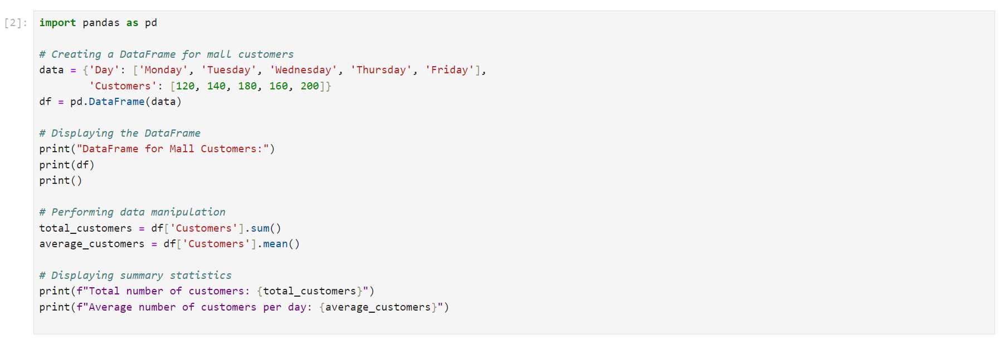 [2]: import pandas as pd
# Creating a DataFrame for mall customers
data = {'Day': ['Monday', 'Tuesday', 'Wednesday', 'Thursday', 'Friday'],
        'Customers': [120, 140, 180, 160, 200]}
df = pd.DataFrame(data)
# Displaying the DataFrame
print("DataFrame for Mall Customers:")
print(df)
print()
# Performing data manipulation
total_customers = df['Customers'].sum()
average_customers = df['Customers'].mean()
# Displaying summary statistics
print(f"Total number of customers: {total_customers}")
print(f"Average number of customers per day: {average_customers}")